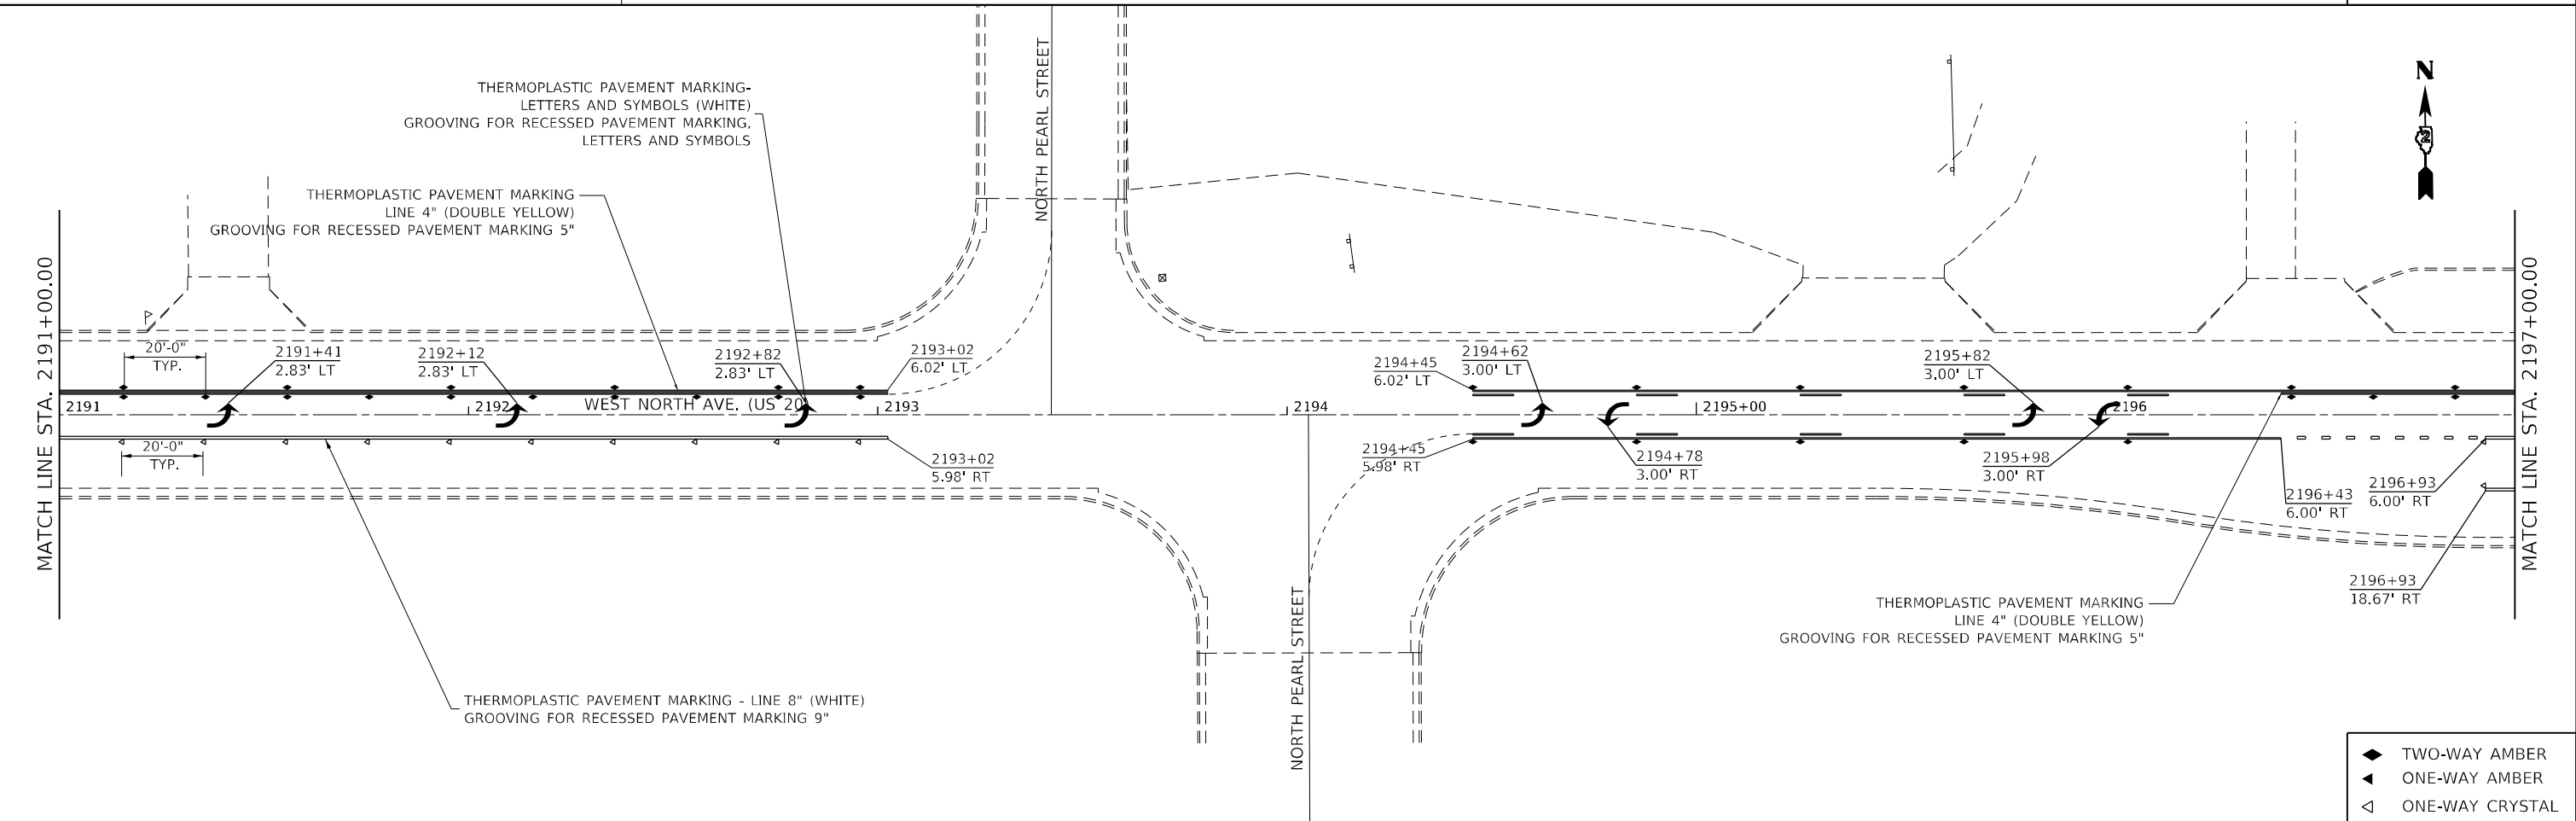 THERMOPLASTIC PAVEMENT MARKING-
LETTERS AND SYMBOLS (WHITE)
GROOVING FOR RECESSED PAVEMENT MARKING,
LETTERS AND SYMBOLS
THERMOPLASTIC PAVEMENT MARKING
LINE 4" (DOUBLE YELLOW)
GROOVING FOR RECESSED PAVEMENT MARKING 5"
NORTH PEARL STREET
N
2
MATCH LINE STA. 2191+00.00
20'-0"
TYP.
2191+41
2.83' LT
2192+12
2.83' LT
2192+82
2.83' LT
2193+02
6.02' LT
2194+45
6.02' LT
2194+62
3.00' LT
2195+82
3.00' LT
MATCH LINE STA. 2197+00.00
2191
2192
WEST NORTH AVE. (US 20)
2193
2194
2195+00
2196
20'-0"
TYP.
2193+02
5.98' RT
2194+45
5.98' RT
2194+78
3.00' RT
2195+98
3.00' RT
2196+43
6.00' RT
2196+93
6.00' RT
2196+93
18.67' RT
NORTH PEARL STREET
THERMOPLASTIC PAVEMENT MARKING
LINE 4" (DOUBLE YELLOW)
GROOVING FOR RECESSED PAVEMENT MARKING 5"
THERMOPLASTIC PAVEMENT MARKING - LINE 8" (WHITE)
GROOVING FOR RECESSED PAVEMENT MARKING 9"
TWO-WAY AMBER
ONE-WAY AMBER
ONE-WAY CRYSTAL